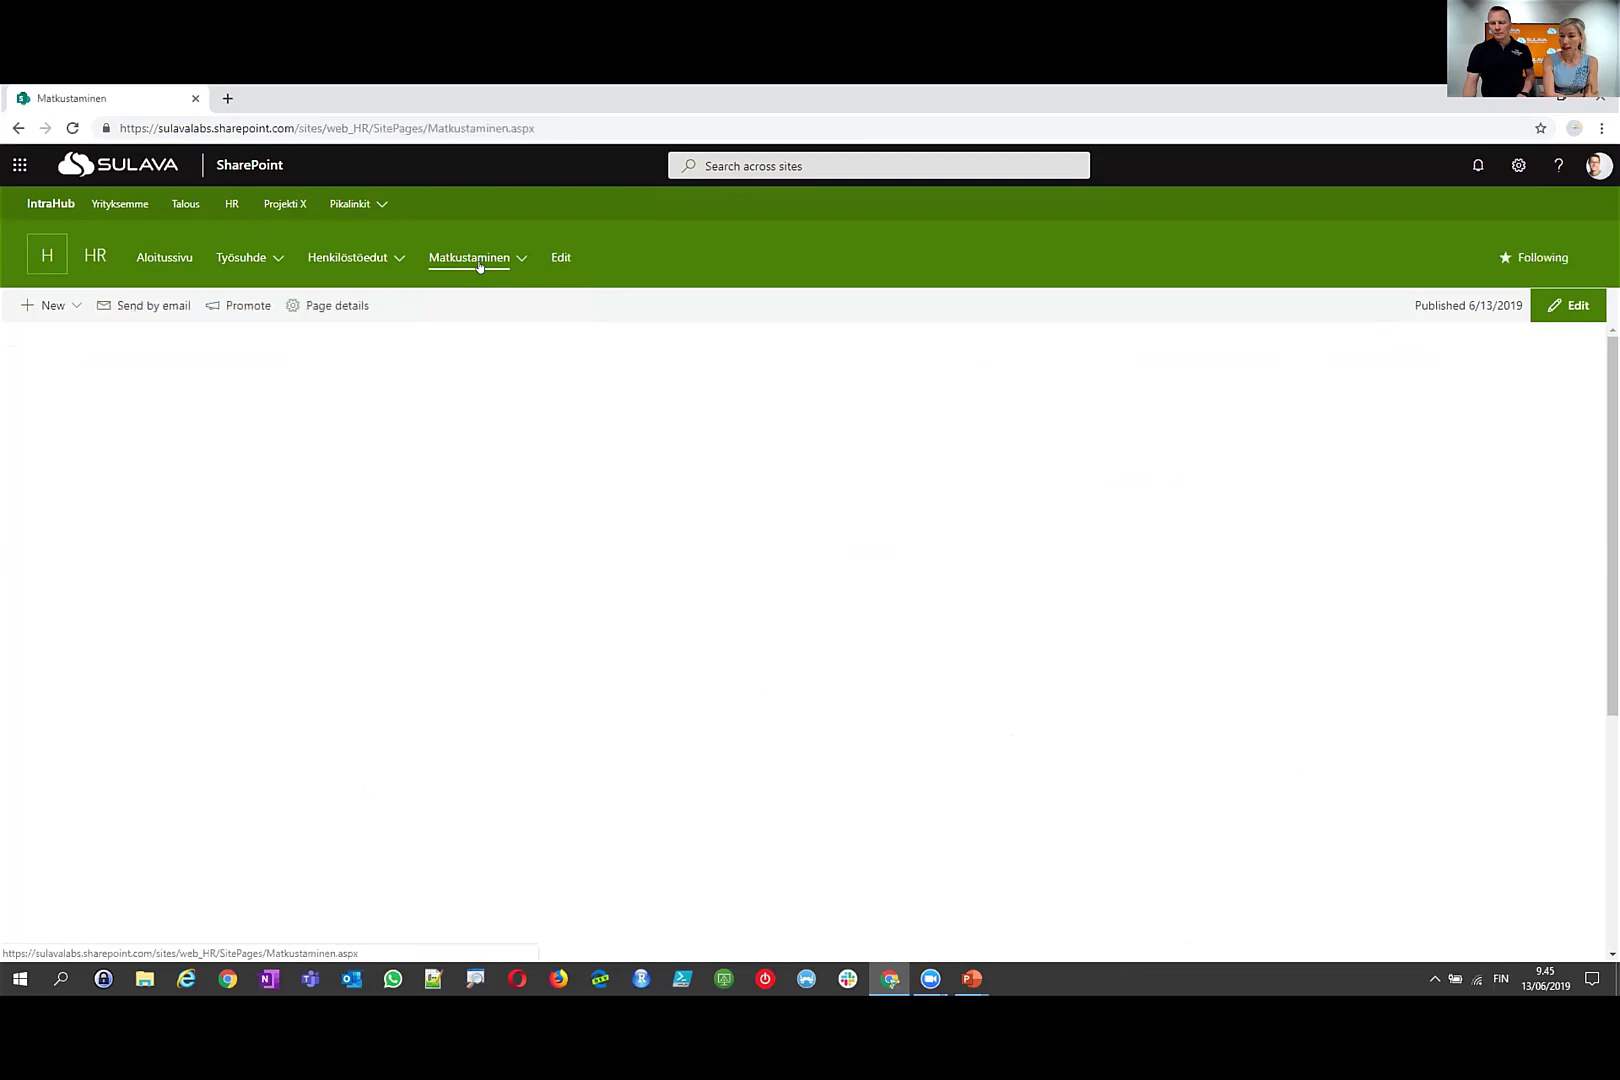 Matkustaminen
https://sulavalabs.sharepoint.com/sites/web_HR/SitePages/Matkustaminen.aspx
SULAVA SharePoint Search across sites
IntraHub Yrityksemme Talous HR Projekti X Pikalinkit
H HR Aloitussivu Työsuhde Henkilöstöedut Matkustaminen Edit Following
New Send by email Promote Page details Published 6/13/2019 Edit
https://sulavalabs.sharepoint.com/sites/web_HR/SitePages/Matkustaminen.aspx
FIN 9.45
13/06/2019